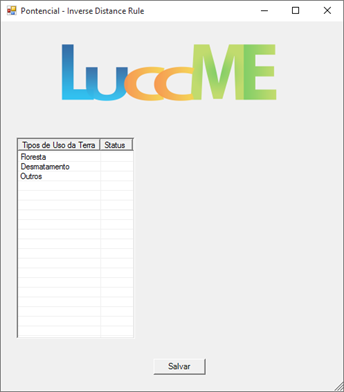 Pontencial - Inverse Distance Rule
LuccME
Tipos de Uso da Terra Status
Floresta
Desmatamento
Outros
Salvar